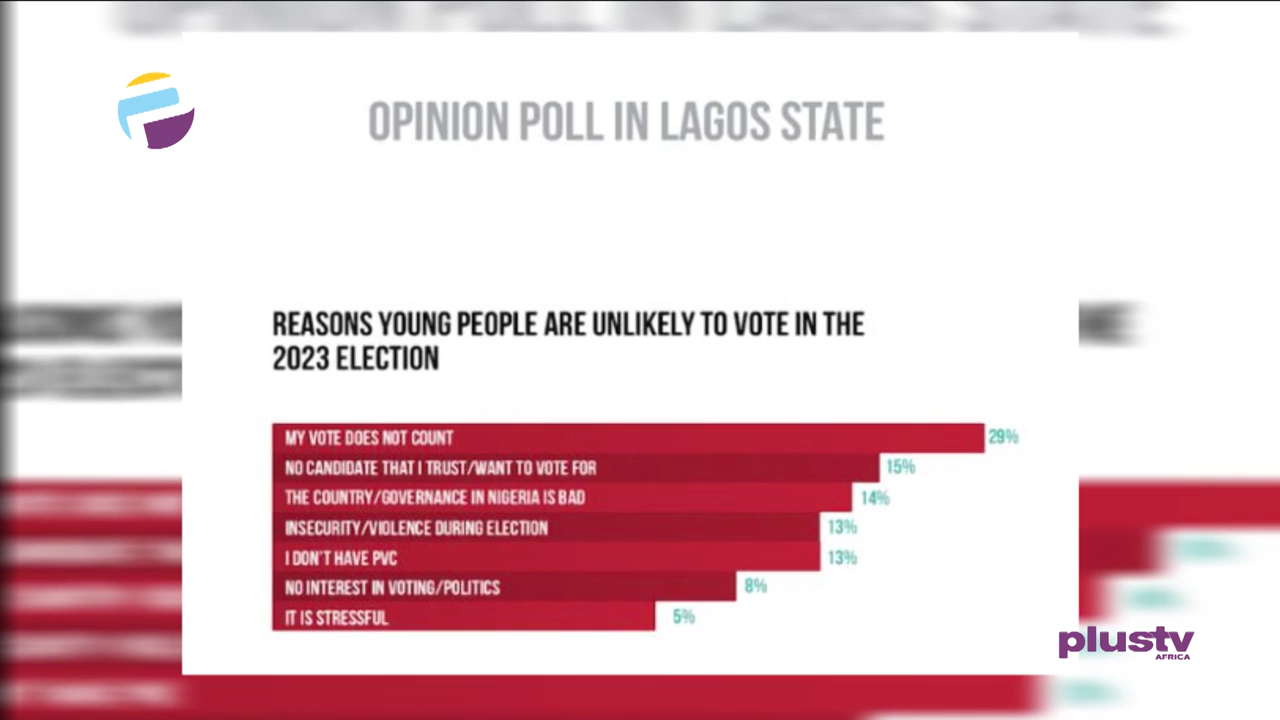 OPINION POLL IN LAGOS STATE
REASONS YOUNG PEOPLE ARE UNLIKELY TO VOTE IN THE
2023 ELECTION
MY VOTE DOES NOT COUNT 29%
NO CANDIDATE THAT I TRUST/WANT TO VOTE FOR 15%
THE COUNTRY/GOVERNANCE IN NIGERIA IS BAD 14%
INSECURITY/VIOLENCE DURING ELECTION 13%
I DON'T HAVE PVC 13%
NO INTEREST IN VOTING/POLITICS 8%
IT IS STRESSFUL 5%
plustv
AFRICA